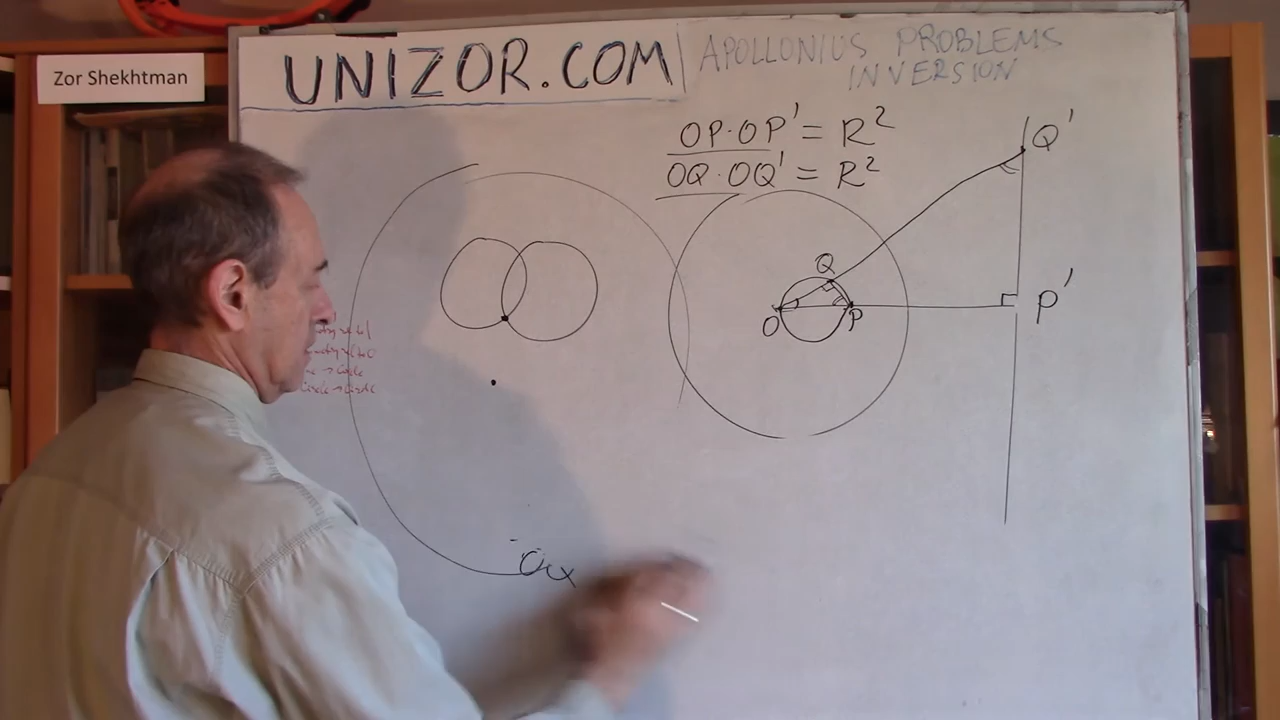 Zor Shekhtman
UNIZOR.COM
APOLLONIUS PROBLEMS
INVERSION
OP·OP' = R²
OQ·OQ' = R²
Q'
Q
O
P
P'